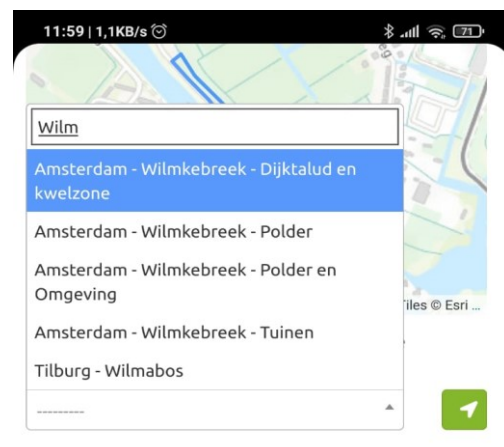 11:59 | 1,1KB/s
71
Wilm
Amsterdam - Wilmkebreek - Dijktalud en
kwelzone
Amsterdam - Wilmkebreek - Polder
Amsterdam - Wilmkebreek - Polder en
Omgeving
iles © Esri ...
Amsterdam - Wilmkebreek - Tuinen
Tilburg - Wilmabos
---------